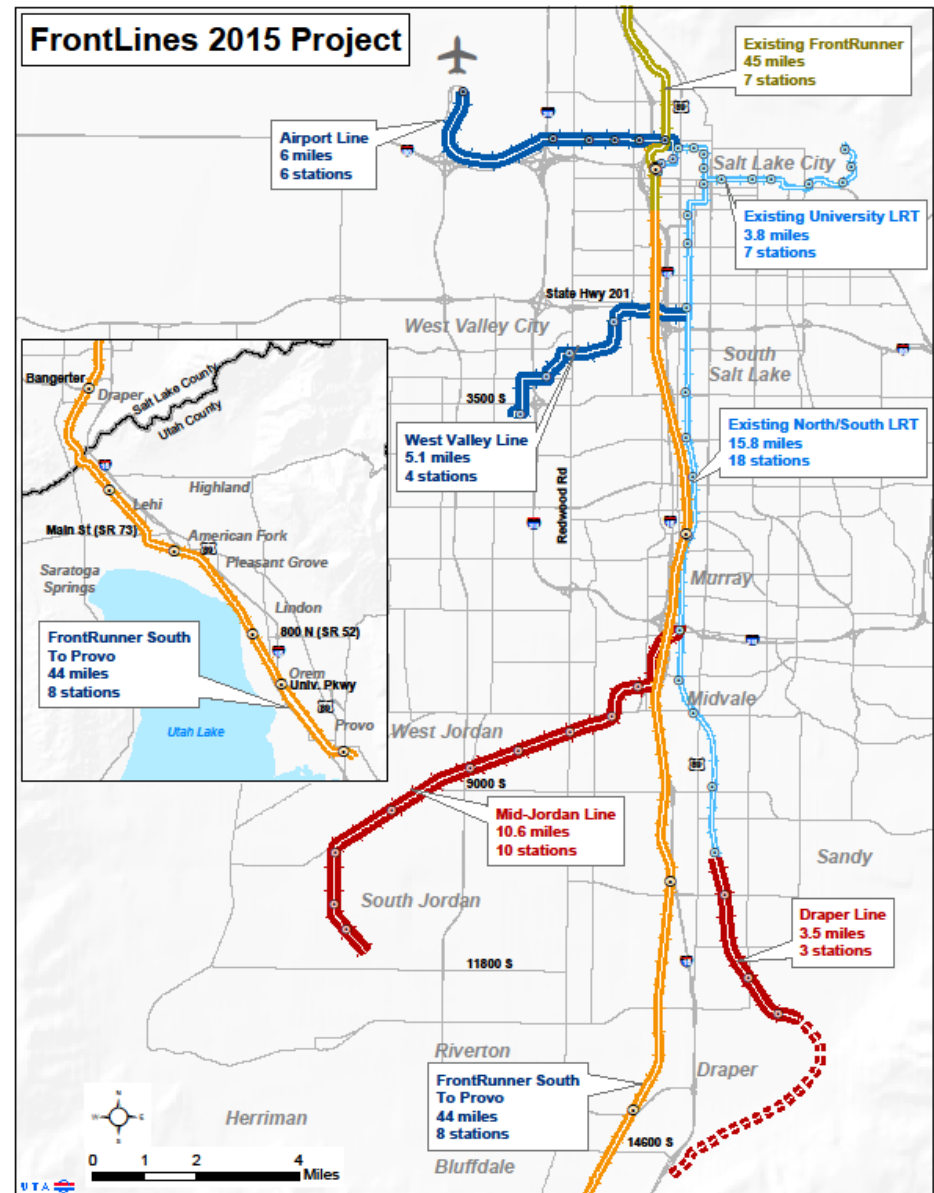 FrontLines 2015 Project
Existing FrontRunner
45 miles
7 stations
89
Airport Line
6 miles
6 stations
Salt Lake City
Existing University LRT
3.8 miles
7 stations
State Hwy 201
West Valley City
South
Salt Lake
3500 S
Existing North/South LRT
15.8 miles
18 stations
West Valley Line
5.1 miles
4 stations
Redwood Rd
Murray
Midvale
89
West Jordan
9000 S
Mid-Jordan Line
10.6 miles
10 stations
Sandy
South Jordan
Draper Line
3.5 miles
3 stations
11800 S
Riverton
Draper
FrontRunner South
To Provo
44 miles
8 stations
Herriman
14600 S
Bluffdale
Bangerter
Draper
Salt Lake County
Utah County
Highland
Lehi
Main St (SR 73)
American Fork
89
Pleasant Grove
Saratoga
Springs
Lindon
800 N (SR 52)
FrontRunner South
To Provo
44 miles
8 stations
Orem
Univ. Pkwy
89
Provo
Utah Lake
N
W E
S
0 1 2 4
Miles
UTA